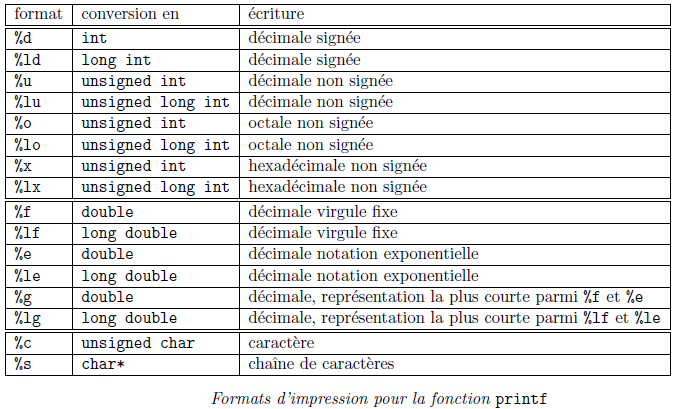 format conversion en écriture
%d int décimale signée
%ld long int décimale signée
%u unsigned int décimale non signée
%lu unsigned long int décimale non signée
%o unsigned int octale non signée
%lo unsigned long int octale non signée
%x unsigned int hexadécimale non signée
%lx unsigned long int hexadécimale non signée
%f double décimale virgule fixe
%lf long double décimale virgule fixe
%e double décimale notation exponentielle
%le long double décimale notation exponentielle
%g double décimale, représentation la plus courte parmi %f et %e
%lg long double décimale, représentation la plus courte parmi %lf et %le
%c unsigned char caractère
%s char* chaîne de caractères
Formats d'impression pour la fonction printf